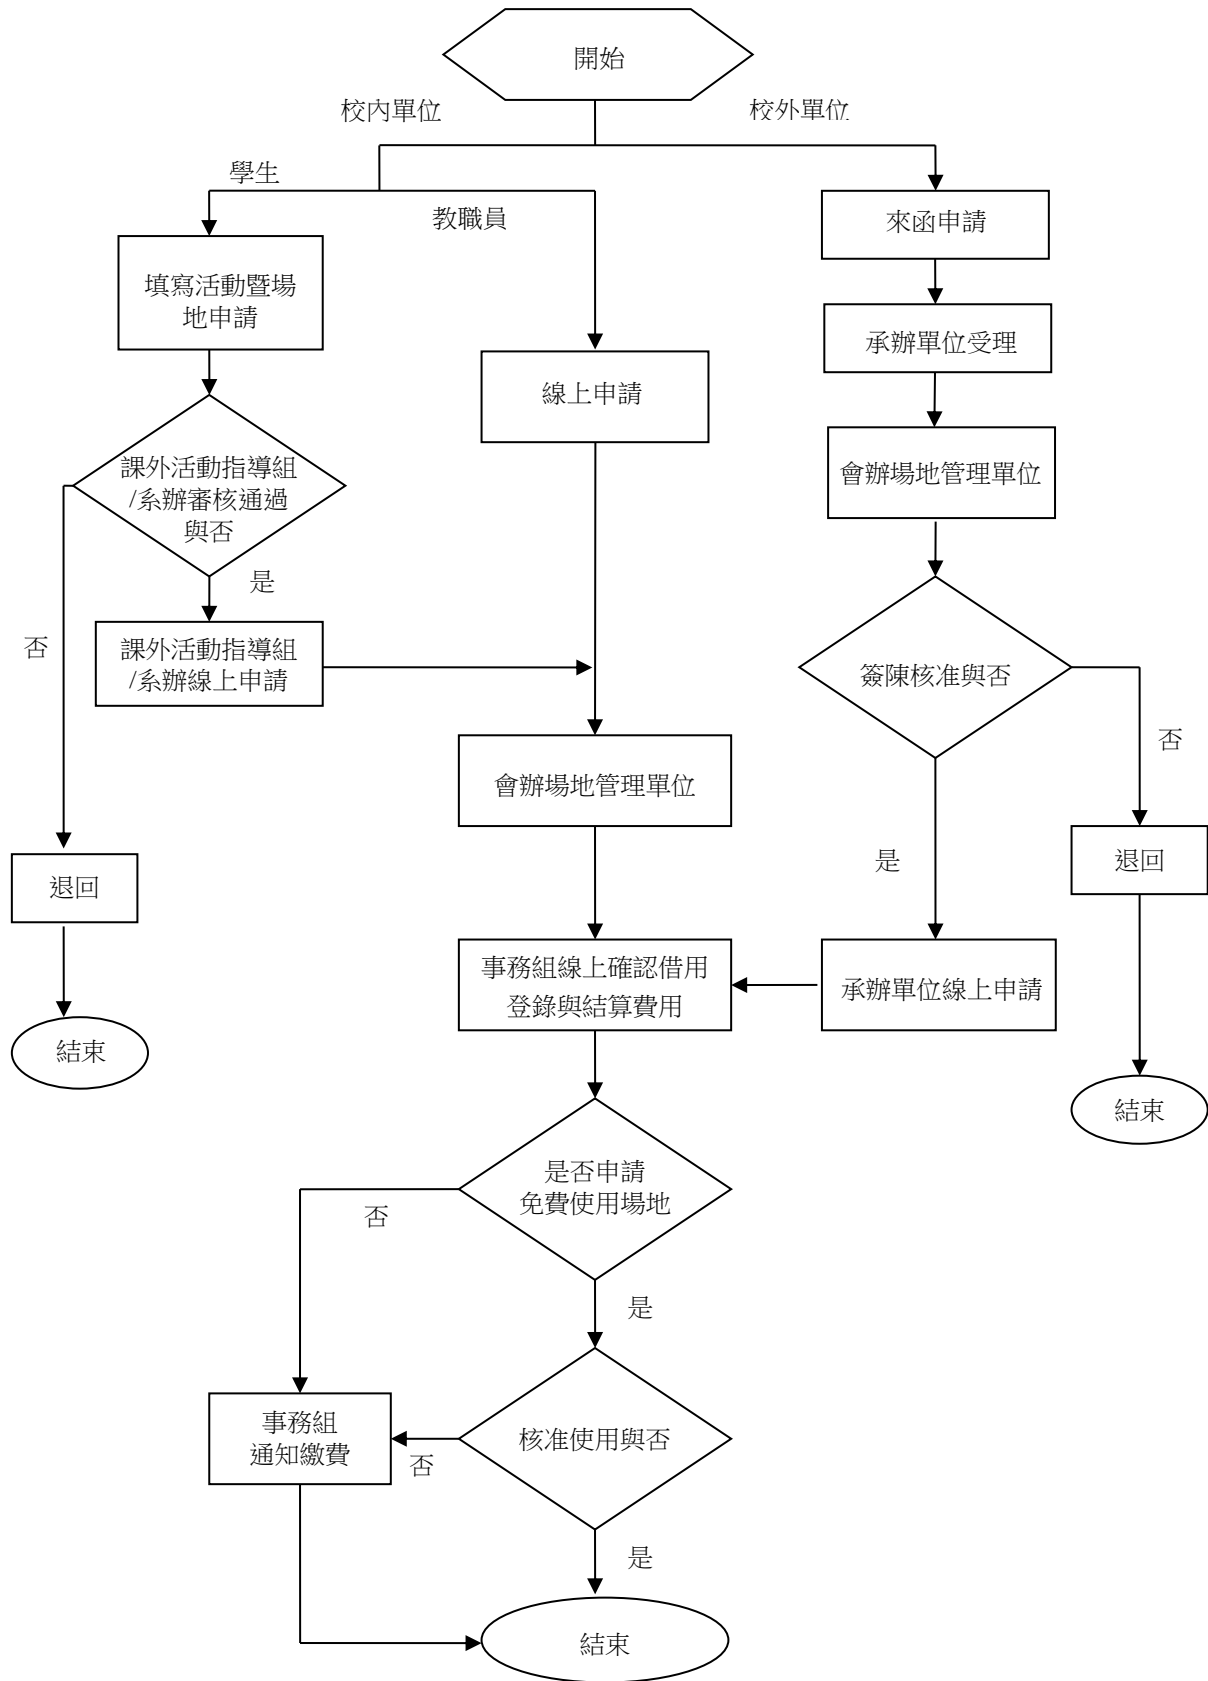 開始
校內單位
校外單位
學生
教職員
來函申請
填寫活動暨場
地申請
承辦單位受理
線上申請
課外活動指導組
/系辦審核通過
與否
會辦場地管理單位
是
否
課外活動指導組
/系辦線上申請
簽陳核准與否
否
會辦場地管理單位
是
退回
退回
事務組線上確認借用
登錄與結算費用
承辦單位線上申請
結束
結束
是否申請
免費使用場地
否
是
事務組
通知繳費
核准使用與否
否
是
結束